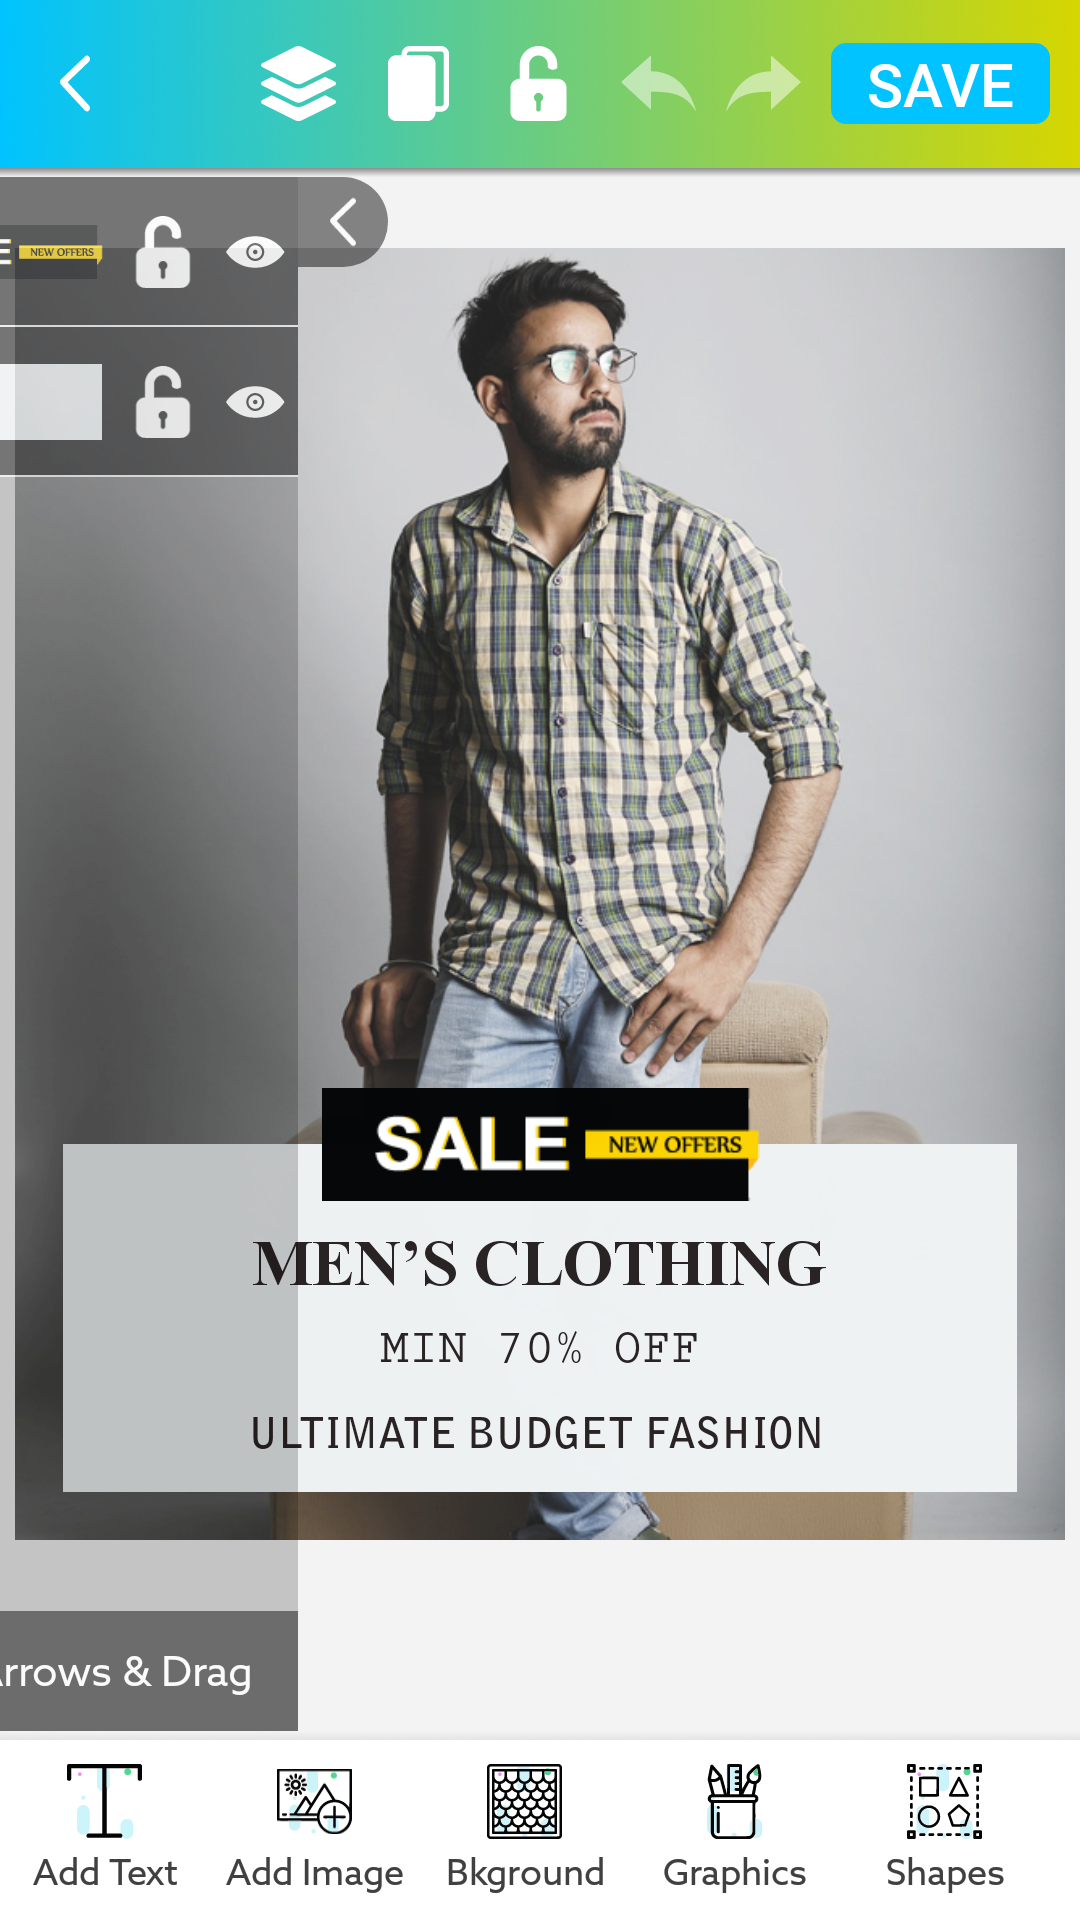 SAVE
NEW OFFERS
SALE NEW OFFERS
MEN’S CLOTHING
MIN 70% OFF
ULTIMATE BUDGET FASHION
& Drag
Add Text Add Image Bkground Graphics Shapes